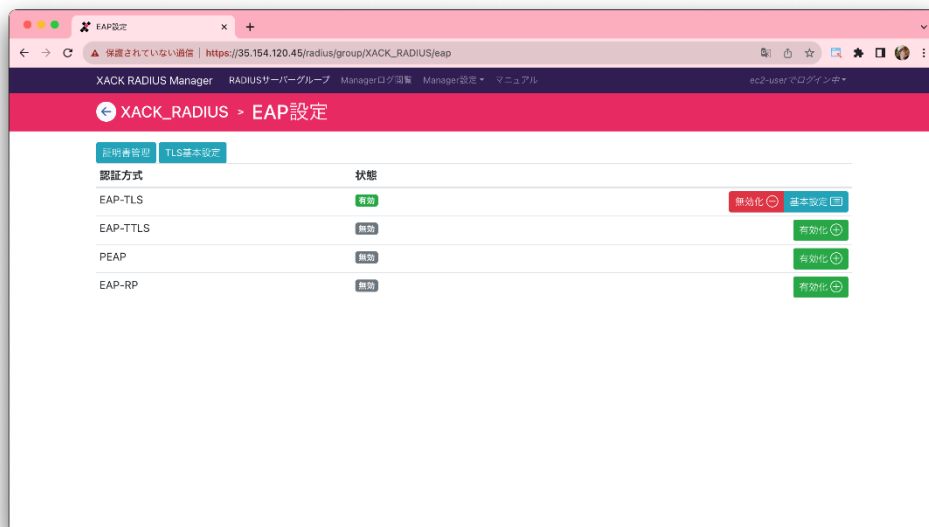 EAP設定
保護されていない通信 | https://35.154.120.45/radius/group/XACK_RADIUS/eap
XACK RADIUS Manager RADIUSサーバーグループ Managerログ閲覧 Manager設定 マニュアル ec2-userでログイン中
XACK_RADIUS > EAP設定
証明書管理 TLS基本設定
認証方式 状態
EAP-TLS 有効 無効化 基本設定
EAP-TTLS 無効 有効化
PEAP 無効 有効化
EAP-RP 無効 有効化